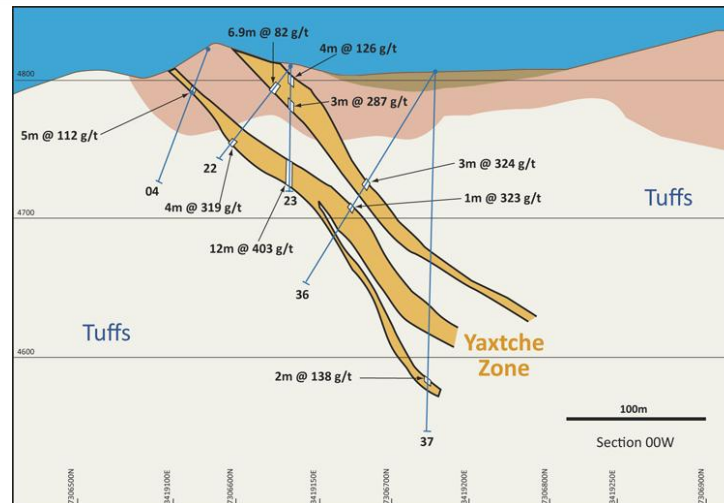 6.9m @ 82 g/t
4m @ 126 g/t
4800
3m @ 287 g/t
5m @ 112 g/t
3m @ 324 g/t
22
1m @ 323 g/t
04
Tuffs
23
4m @ 319 g/t
4700
12m @ 403 g/t
36
Tuffs
Yaxtche
Zone
4600
2m @ 138 g/t
100m
37
Section 00W
7306500N
3419100E
7306600N
3419150E
7306700N
3419200E
7306800N
3419250E
7306900N